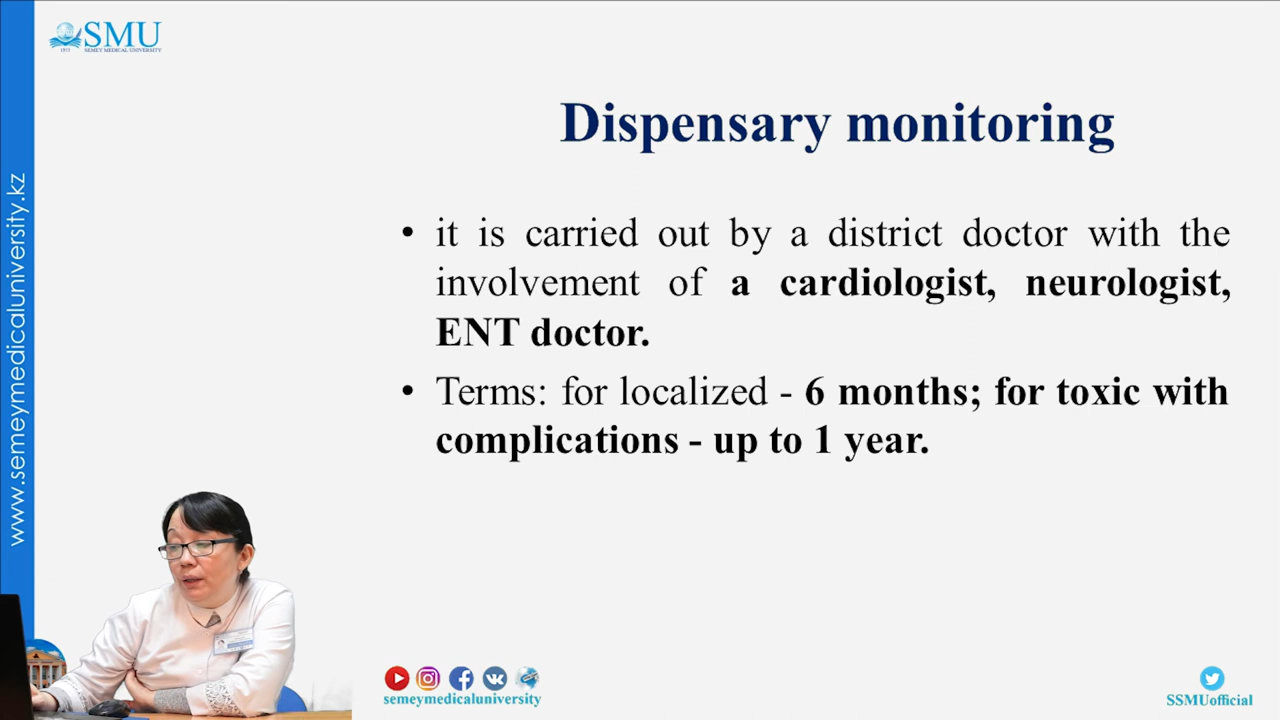 SMU
SEMEY MEDICAL UNIVERSITY
1953
www.semeymedicaluniversity.kz
Dispensary monitoring
• it is carried out by a district doctor with the
involvement of a cardiologist, neurologist,
ENT doctor.
• Terms: for localized - 6 months; for toxic with
complications - up to 1 year.
semeymedicaluniversity
SSMUofficial